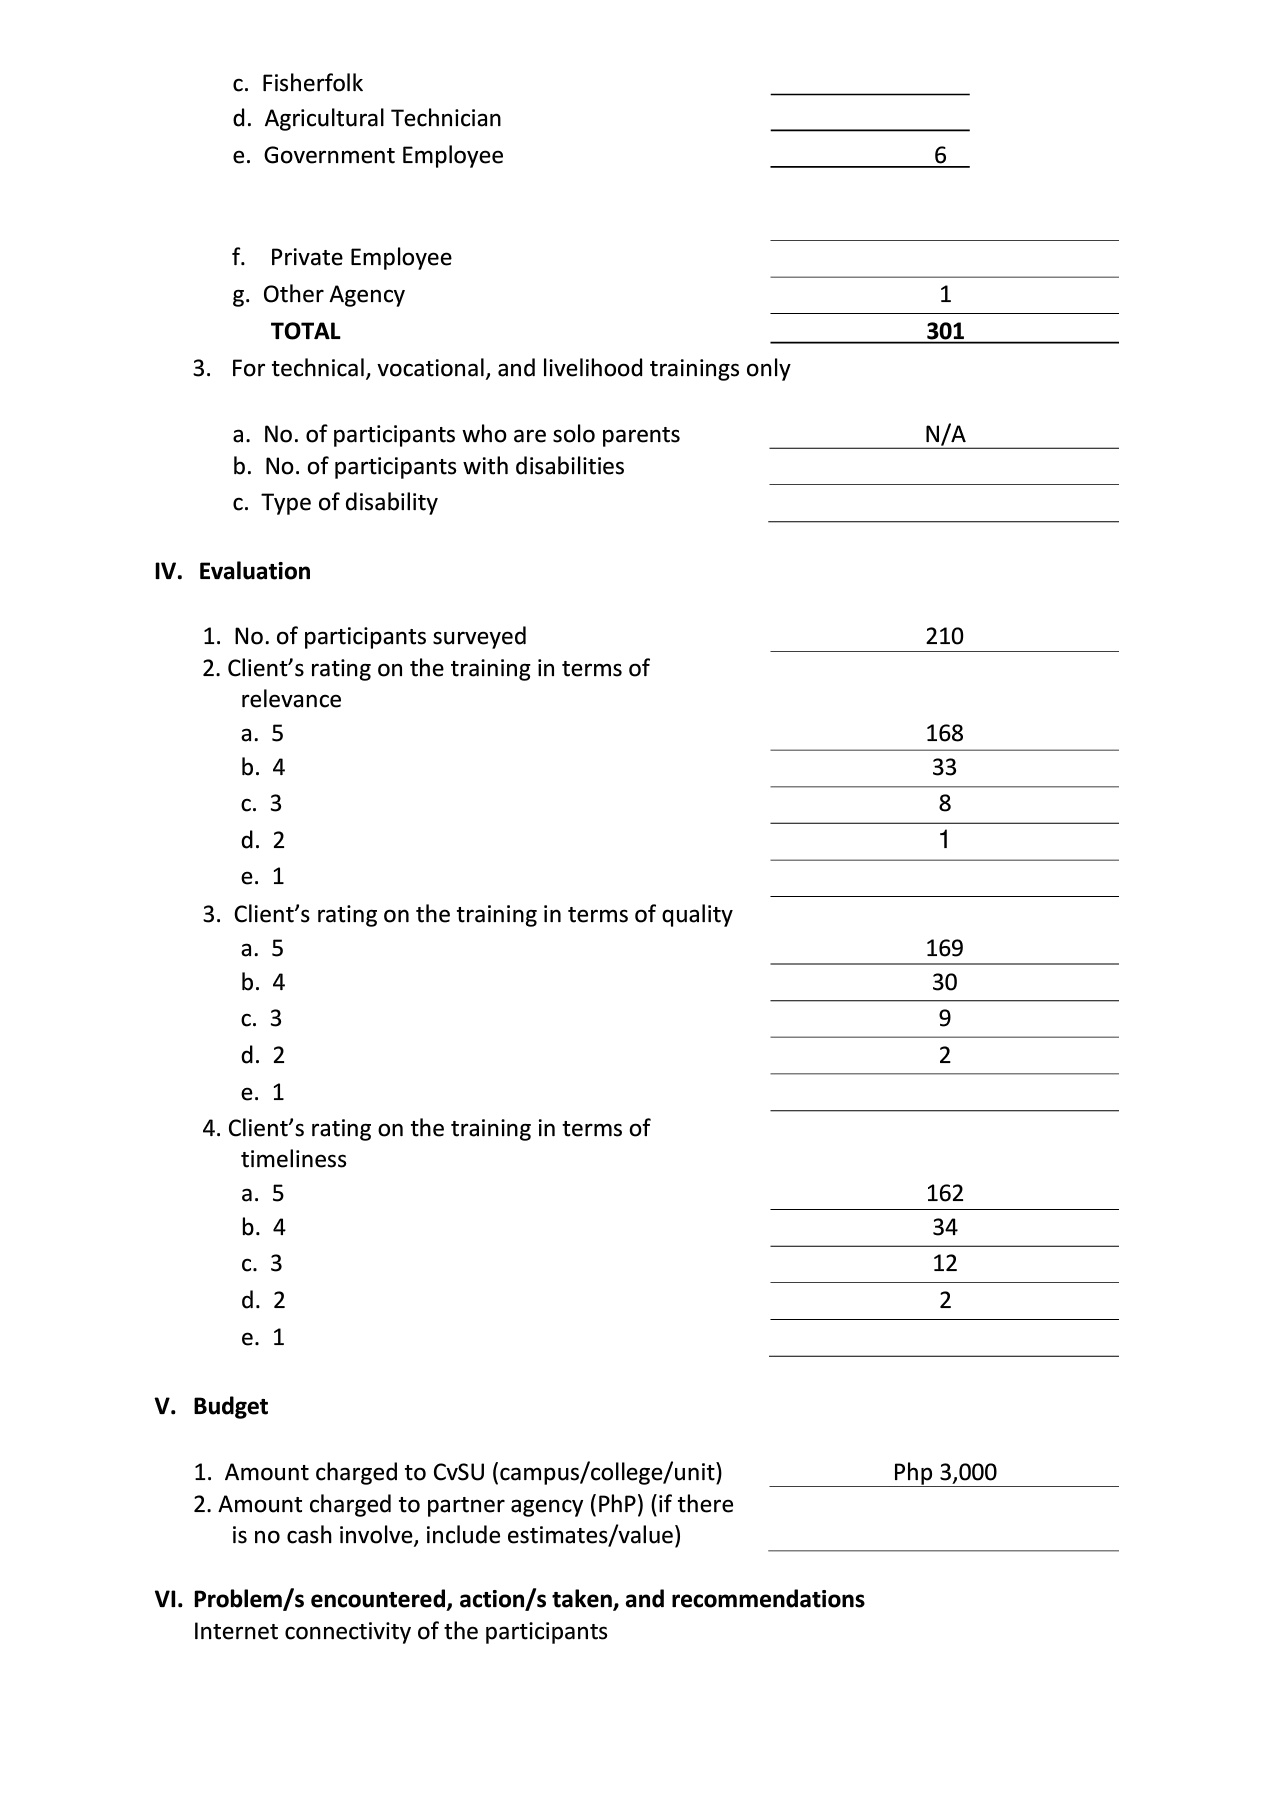 c. Fisherfolk
d. Agricultural Technician
e. Government Employee 6
f. Private Employee
g. Other Agency 1
TOTAL 301
3. For technical, vocational, and livelihood trainings only
a. No. of participants who are solo parents N/A
b. No. of participants with disabilities
c. Type of disability
IV. Evaluation
1. No. of participants surveyed 210
2. Client’s rating on the training in terms of
relevance
a. 5 168
b. 4 33
c. 3 8
d. 2 1
e. 1
3. Client’s rating on the training in terms of quality
a. 5 169
b. 4 30
c. 3 9
d. 2 2
e. 1
4. Client’s rating on the training in terms of
timeliness
a. 5 162
b. 4 34
c. 3 12
d. 2 2
e. 1
V. Budget
1. Amount charged to CvSU (campus/college/unit) Php 3,000
2. Amount charged to partner agency (PhP) (if there
is no cash involve, include estimates/value)
VI. Problem/s encountered, action/s taken, and recommendations
Internet connectivity of the participants